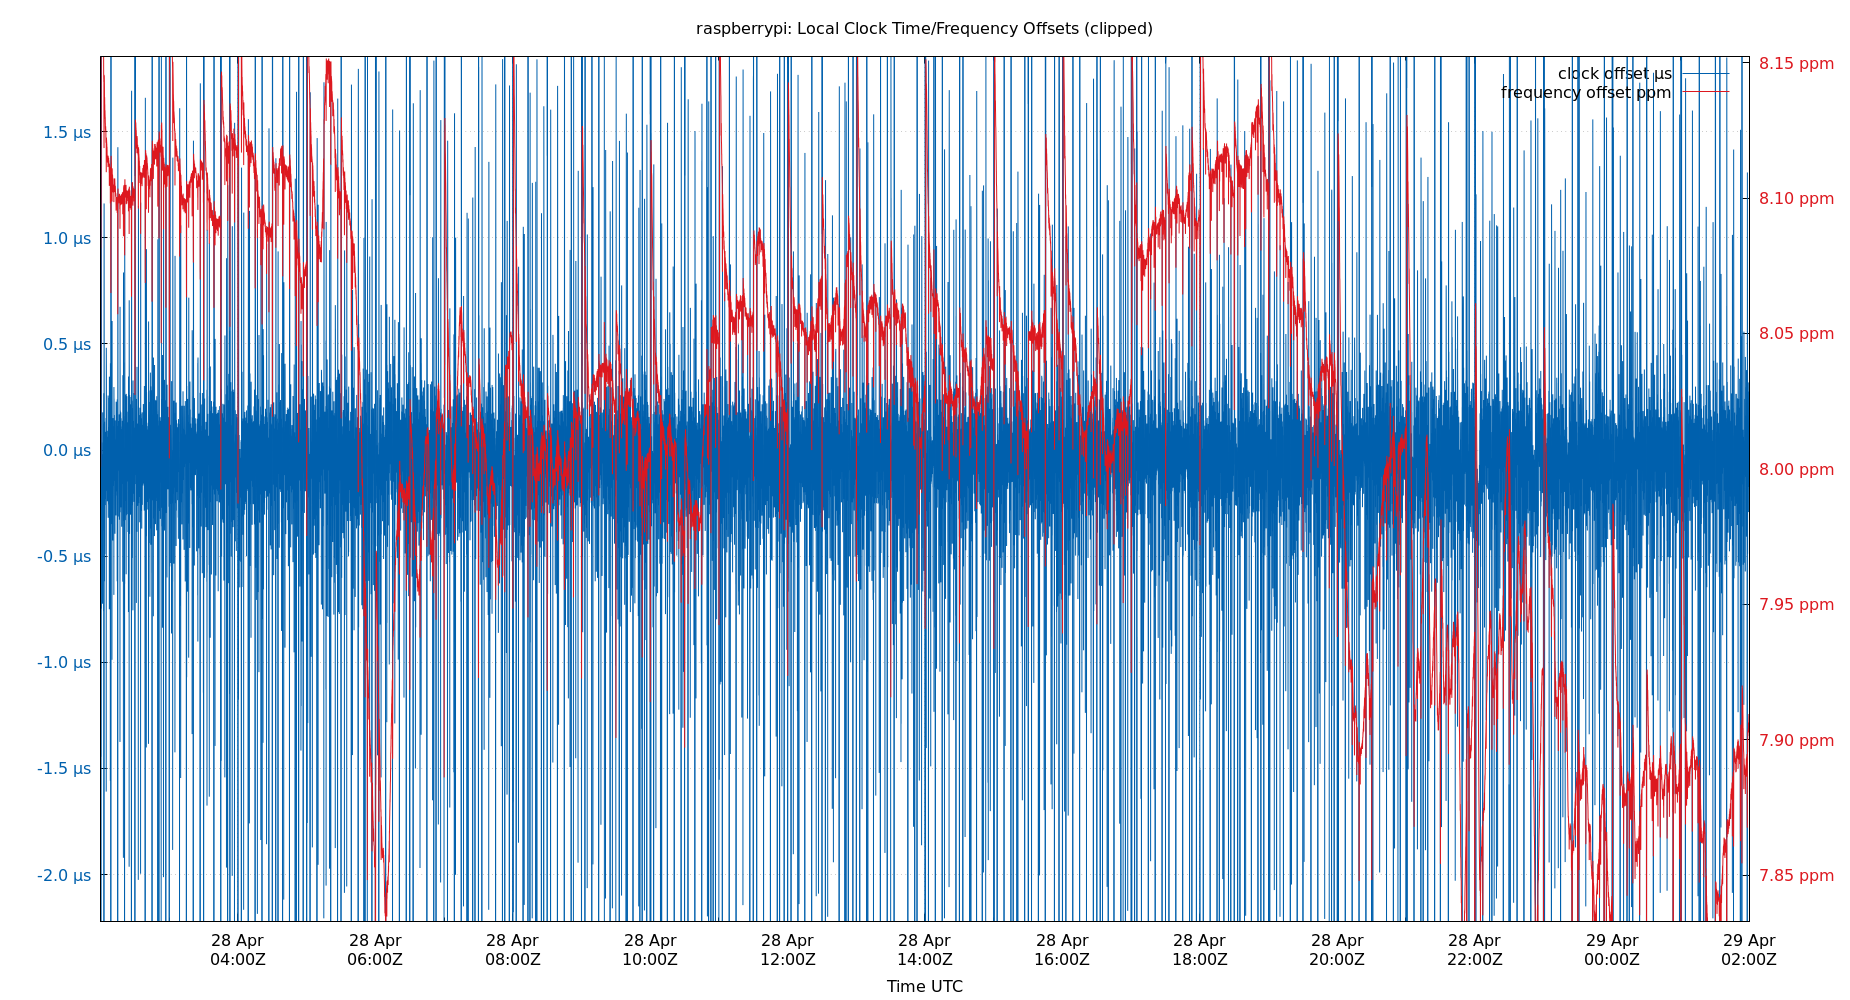 raspberrypi: Local Clock Time/Frequency Offsets (clipped)
clock offset µs
frequency offset ppm
1.5 µs
1.0 µs
0.5 µs
0.0 µs
-0.5 µs
-1.0 µs
-1.5 µs
-2.0 µs
8.15 ppm
8.10 ppm
8.05 ppm
8.00 ppm
7.95 ppm
7.90 ppm
7.85 ppm
28 Apr 28 Apr 28 Apr 28 Apr 28 Apr 28 Apr 28 Apr 28 Apr 28 Apr 28 Apr 29 Apr 29 Apr
04:00Z 06:00Z 08:00Z 10:00Z 12:00Z 14:00Z 16:00Z 18:00Z 20:00Z 22:00Z 00:00Z 02:00Z
Time UTC